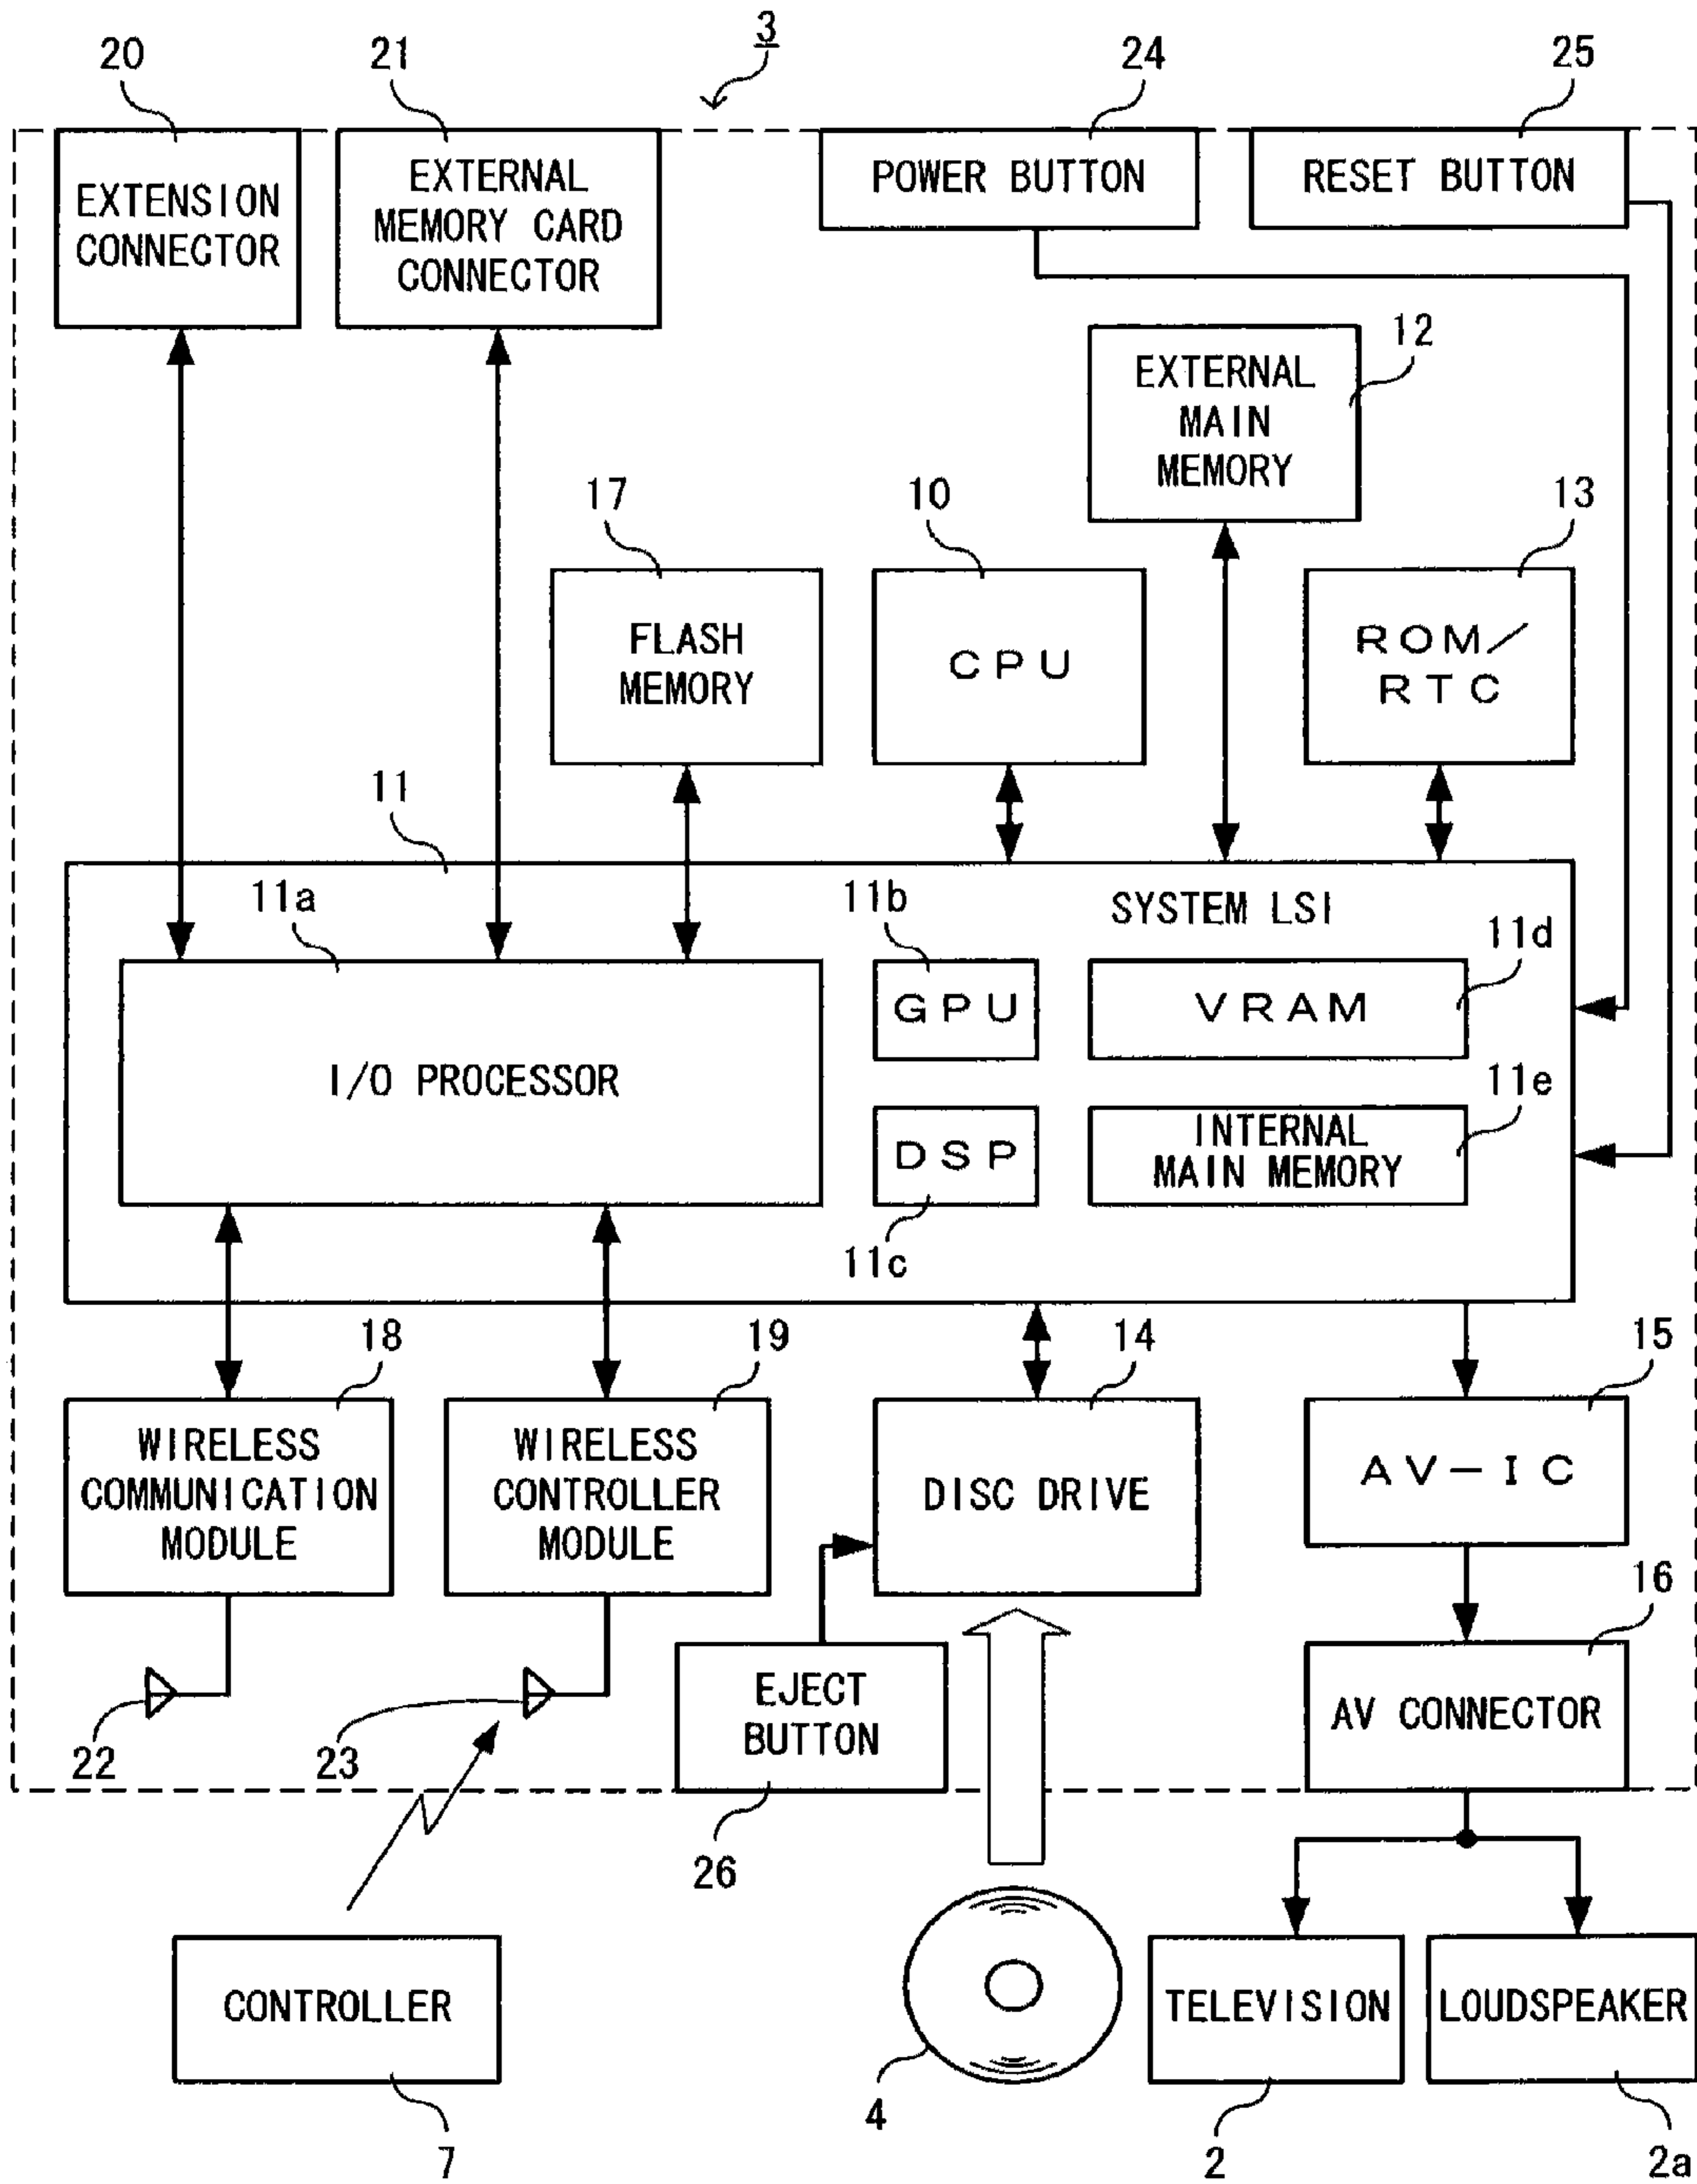 3
20
21
24
25
EXTENSION
CONNECTOR
EXTERNAL
MEMORY CARD
CONNECTOR
POWER BUTTON
RESET BUTTON
12
EXTERNAL
MAIN
MEMORY
17
10
13
FLASH
MEMORY
CPU
ROM/
RTC
11
SYSTEM LSI
11a
11b
11d
I/O PROCESSOR
GPU
VRAM
11e
DSP
INTERNAL
MAIN MEMORY
11c
18
19
14
15
WIRELESS
COMMUNICATION
MODULE
WIRELESS
CONTROLLER
MODULE
DISC DRIVE
AV-IC
16
EJECT
BUTTON
AV CONNECTOR
22
23
26
CONTROLLER
TELEVISION
LOUDSPEAKER
7
4
2
2a